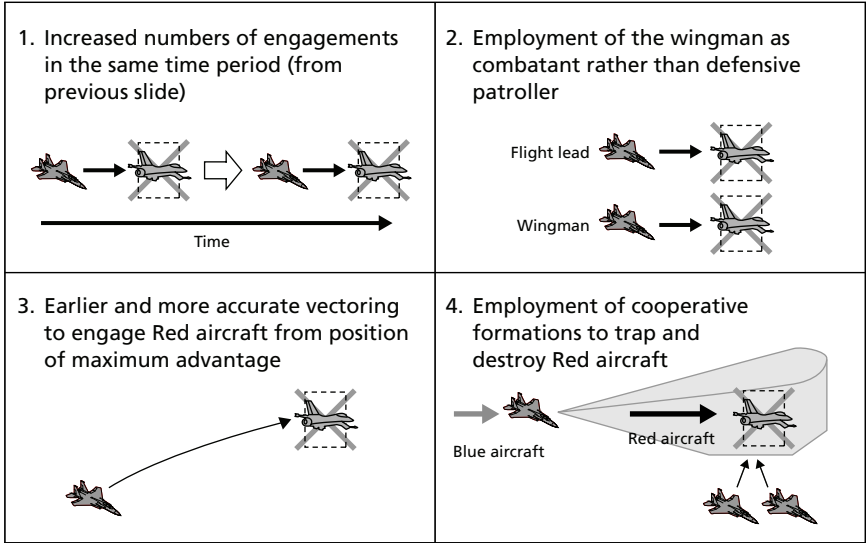 1. Increased numbers of engagements
in the same time period (from
previous slide)
Time
2. Employment of the wingman as
combatant rather than defensive
patroller
Flight lead
Wingman
3. Earlier and more accurate vectoring
to engage Red aircraft from position
of maximum advantage
4. Employment of cooperative
formations to trap and
destroy Red aircraft
Blue aircraft
Red aircraft